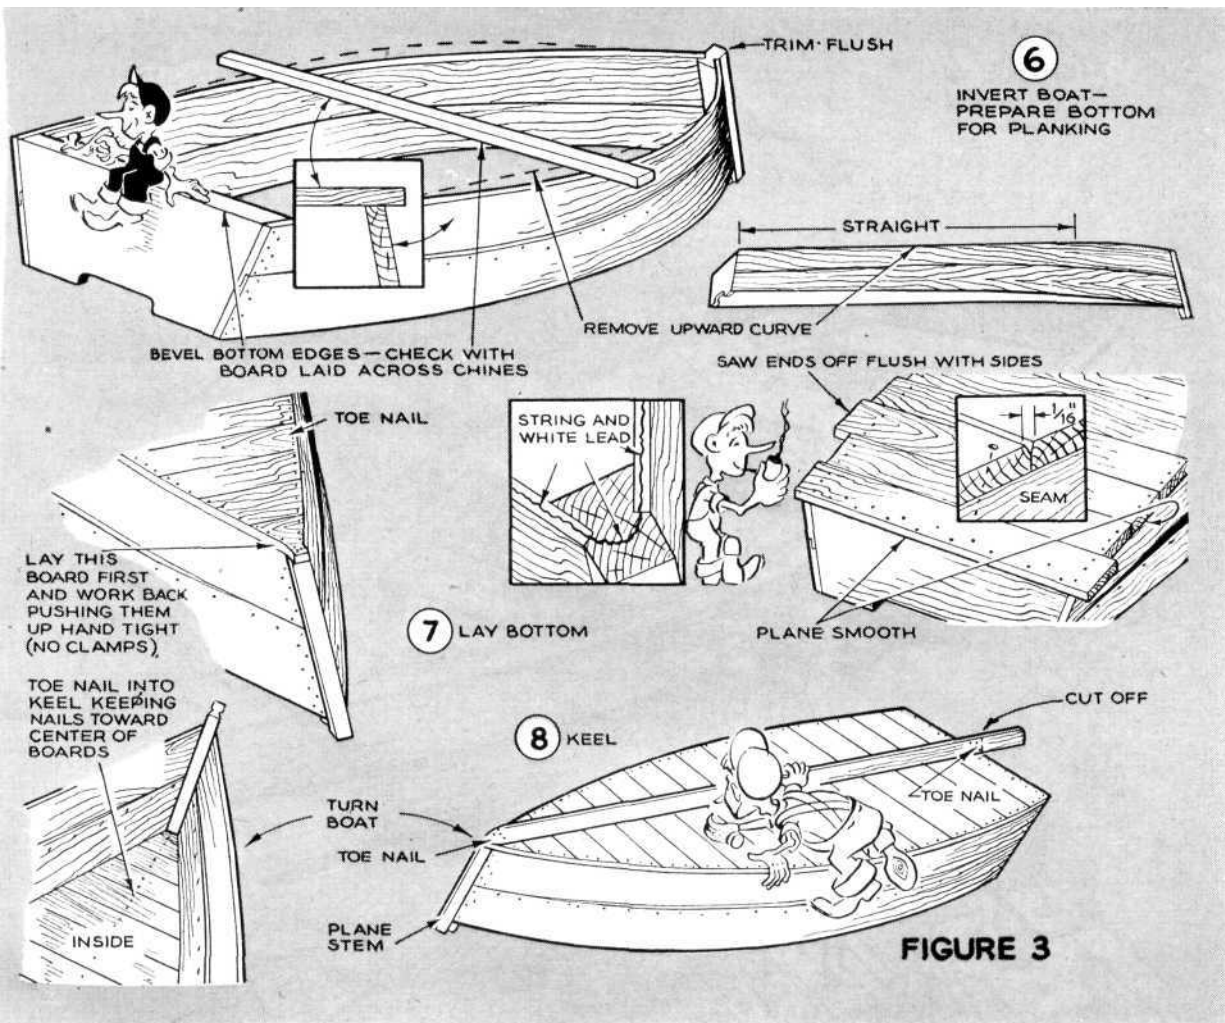 TRIM FLUSH
6
INVERT BOAT—
PREPARE BOTTOM
FOR PLANKING
STRAIGHT
REMOVE UPWARD CURVE
BEVEL BOTTOM EDGES—CHECK WITH
BOARD LAID ACROSS CHINES
SAW ENDS OFF FLUSH WITH SIDES
TOE NAIL
STRING AND
WHITE LEAD
1/16"
SEAM
LAY THIS
BOARD FIRST
AND WORK BACK
PUSHING THEM
UP HAND TIGHT
(NO CLAMPS)
7
LAY BOTTOM
PLANE SMOOTH
TOE NAIL INTO
KEEL KEEPING
NAILS TOWARD
CENTER OF
BOARDS
8
KEEL
CUT OFF
TOE NAIL
TURN
BOAT
TOE NAIL
PLANE
STEM
INSIDE
FIGURE 3